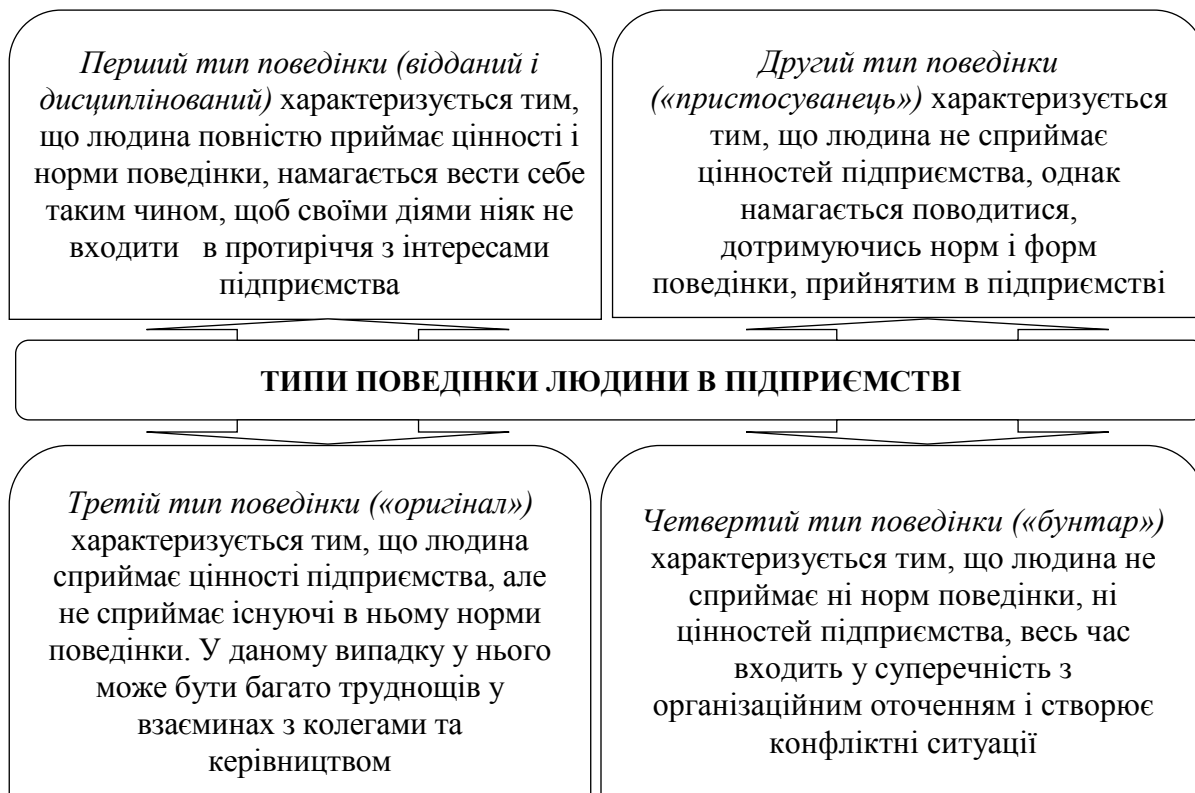 Перший тип поведінки (відданий і
дисциплінований) характеризується тим,
що людина повністю приймає цінності і
норми поведінки, намагається вести себе
таким чином, щоб своїми діями ніяк не
входити в протиріччя з інтересами
підприємства
Другий тип поведінки
(«пристосуванець») характеризується
тим, що людина не сприймає
цінностей підприємства, однак
намагається поводитися,
дотримуючись норм і форм
поведінки, прийнятим в підприємстві
ТИПИ ПОВЕДІНКИ ЛЮДИНИ В ПІДПРИЄМСТВІ
Третій тип поведінки («оригінал»)
характеризується тим, що людина
сприймає цінності підприємства, але
не сприймає існуючі в ньому норми
поведінки. У даному випадку у нього
може бути багато труднощів у
взаєминах з колегами та
керівництвом
Четвертий тип поведінки («бунтар»)
характеризується тим, що людина не
сприймає ні норм поведінки, ні
цінностей підприємства, весь час
входить у суперечність з
організаційним оточенням і створює
конфліктні ситуації